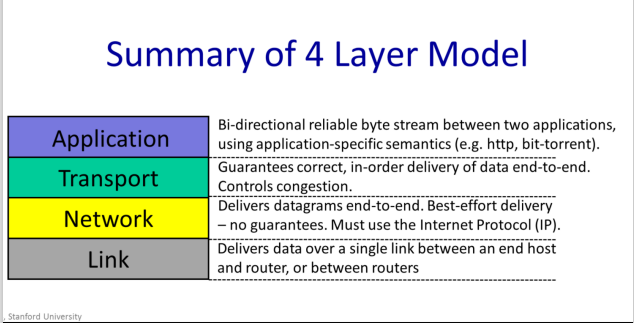 Summary of 4 Layer Model
Application
Bi-directional reliable byte stream between two applications,
using application-specific semantics (e.g. http, bit-torrent).
Transport
Guarantees correct, in-order delivery of data end-to-end.
Controls congestion.
Network
Delivers datagrams end-to-end. Best-effort delivery
– no guarantees. Must use the Internet Protocol (IP).
Link
Delivers data over a single link between an end host
and router, or between routers
, Stanford University